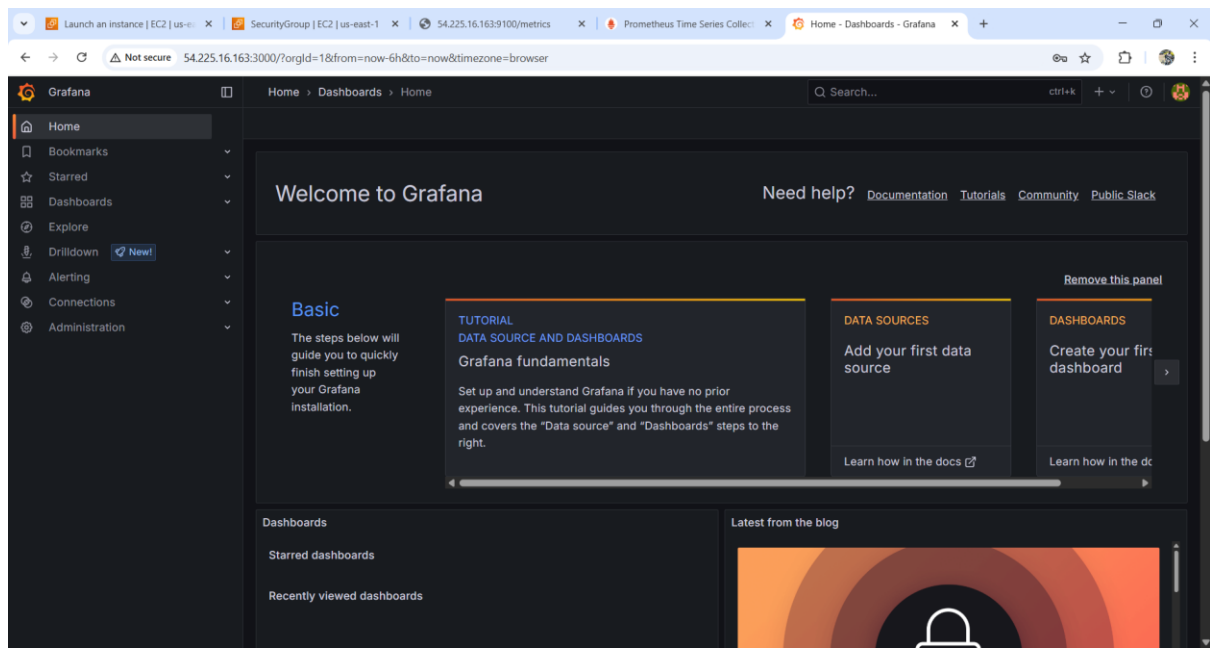 Launch an instance | EC2 | us-ea
SecurityGroup | EC2 | us-east-1
54.225.16.163:9100/metrics
Prometheus Time Series Collect
Home - Dashboards - Grafana
Not secure 54.225.16.163:3000/?orgId=1&from=now-6h&to=now&timezone=browser
Grafana
Home › Dashboards › Home
Search...
ctrl+k
Home
Bookmarks
Starred
Dashboards
Explore
Drilldown New!
Alerting
Connections
Administration
Welcome to Grafana
Need help? Documentation Tutorials Community Public Slack
Remove this panel
Basic
The steps below will
guide you to quickly
finish setting up
your Grafana
installation.
TUTORIAL
DATA SOURCE AND DASHBOARDS
Grafana fundamentals
Set up and understand Grafana if you have no prior
experience. This tutorial guides you through the entire process
and covers the “Data source” and “Dashboards” steps to the
right.
DATA SOURCES
Add your first data
source
Learn how in the docs
DASHBOARDS
Create your firs
dashboard
Learn how in the dc
Dashboards
Starred dashboards
Recently viewed dashboards
Latest from the blog